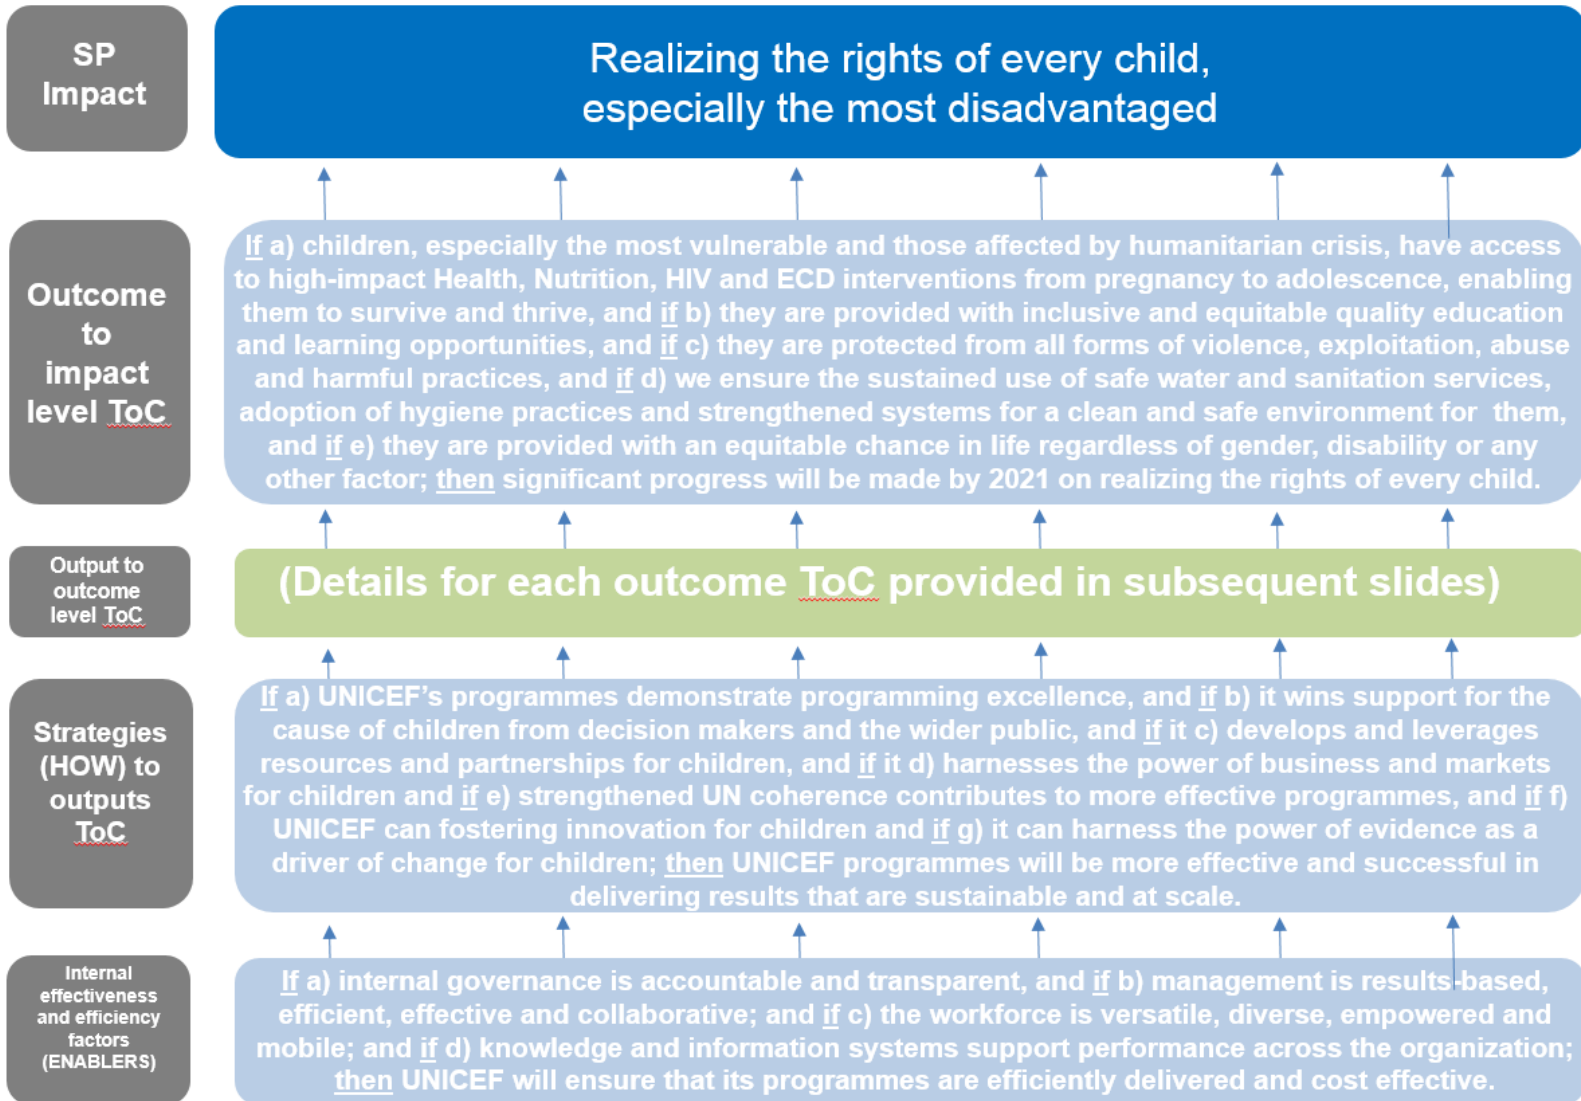 SP
Impact
Realizing the rights of every child,
especially the most disadvantaged
Outcome
to
impact
level ToC
If a) children, especially the most vulnerable and those affected by humanitarian crisis, have access
to high-impact Health, Nutrition, HIV and ECD interventions from pregnancy to adolescence, enabling
them to survive and thrive, and if b) they are provided with inclusive and equitable quality education
and learning opportunities, and if c) they are protected from all forms of violence, exploitation, abuse
and harmful practices, and if d) we ensure the sustained use of safe water and sanitation services,
adoption of hygiene practices and strengthened systems for a clean and safe environment for them,
and if e) they are provided with an equitable chance in life regardless of gender, disability or any
other factor; then significant progress will be made by 2021 on realizing the rights of every child.
Output to
outcome
level ToC
(Details for each outcome ToC provided in subsequent slides)
Strategies
(HOW) to
outputs
ToC
If a) UNICEF’s programmes demonstrate programming excellence, and if b) it wins support for the
cause of children from decision makers and the wider public, and if it c) develops and leverages
resources and partnerships for children, and if it d) harnesses the power of business and markets
for children and if e) strengthened UN coherence contributes to more effective programmes, and if f)
UNICEF can fostering innovation for children and if g) it can harness the power of evidence as a
driver of change for children; then UNICEF programmes will be more effective and successful in
delivering results that are sustainable and at scale.
Internal
effectiveness
and efficiency
factors
(ENABLERS)
If a) internal governance is accountable and transparent, and if b) management is results-based,
efficient, effective and collaborative; and if c) the workforce is versatile, diverse, empowered and
mobile; and if d) knowledge and information systems support performance across the organization;
then UNICEF will ensure that its programmes are efficiently delivered and cost effective.